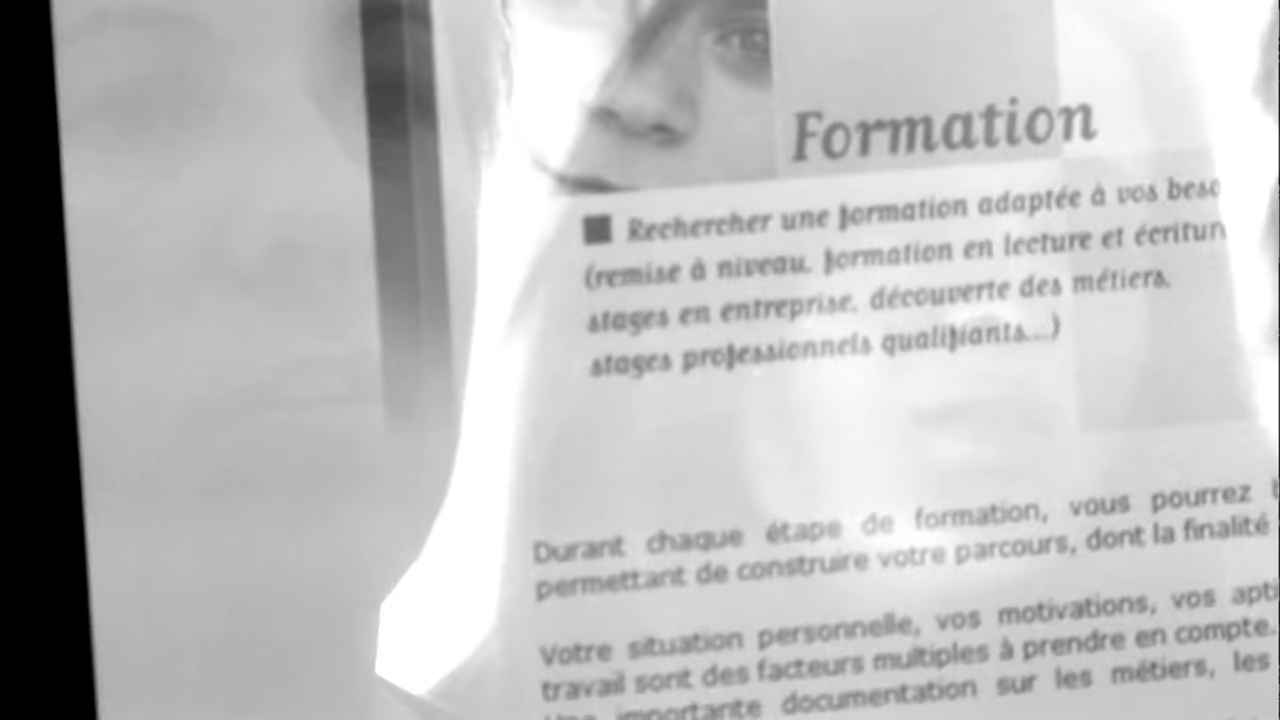 Formation
Rechercher une formation adaptée à vos
(remise à niveau, formation en lecture et
stages en entreprise, découverte des métiers,
stages professionnels qualifiants...)
Durant chaque étape de formation, vous pourrez
permettant de construire votre parcours, dont la finalité
Votre situation personnelle, vos motivations, vos
travail sont des facteurs multiples à prendre en compte.
Une importante documentation sur les métiers, les